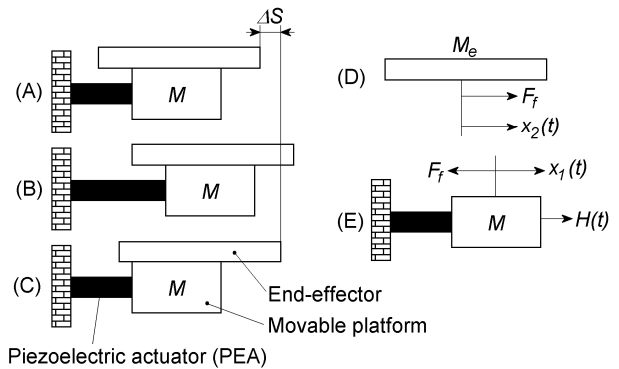 ΔS
(A)
M
(B)
M
(C)
M
End-effector
Movable platform
Piezoelectric actuator (PEA)
(D)
Me
Ff
x2(t)
(E)
Ff
x1(t)
M
H(t)